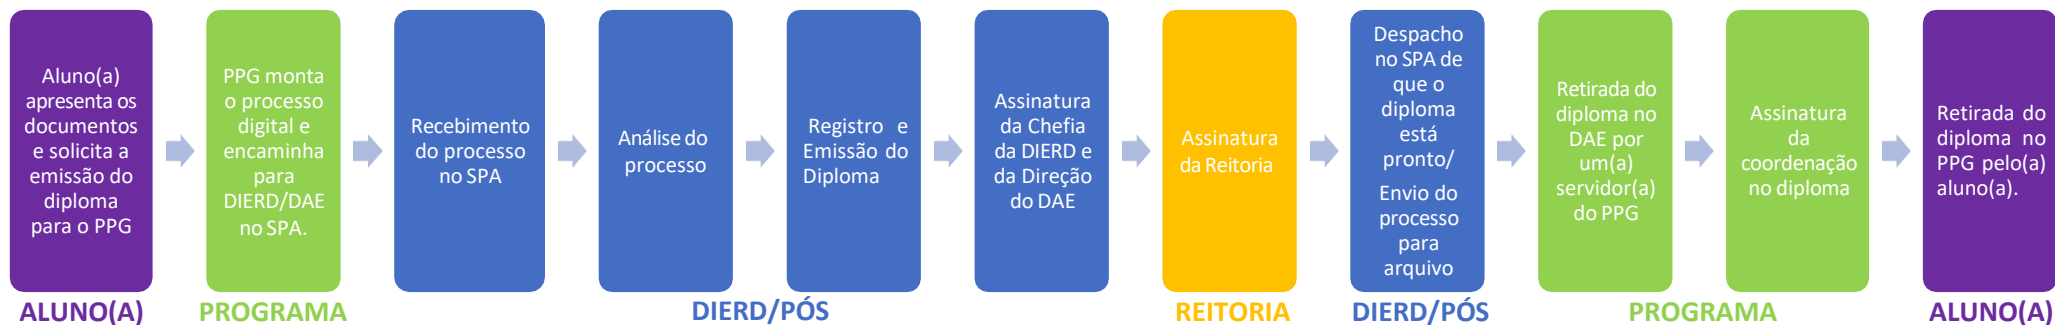 Aluno(a)
apresenta os
documentos
e solicita a
emissão do
diploma
para o PPG
PPG monta
o processo
digital e
encaminha
para
DIERD/DAE
no SPA.
Recebimento
do processo
no SPA
Análise do
processo
Registro e
Emissão do
Diploma
Assinatura
da Chefia
da DIERD e
da Direção
do DAE
Assinatura
da Reitoria
Despacho
no SPA de
que o
diploma
está
pronto/
Envio do
processo
para
arquivo
Retirada do
diploma no
DAE por
um(a)
servidor(a)
do PPG
Assinatura
da
coordenação
no diploma
Retirada do
diploma no
PPG pelo(a)
aluno(a).
ALUNO(A)
PROGRAMA
DIERD/PÓS
REITORIA
DIERD/PÓS
PROGRAMA
ALUNO(A)